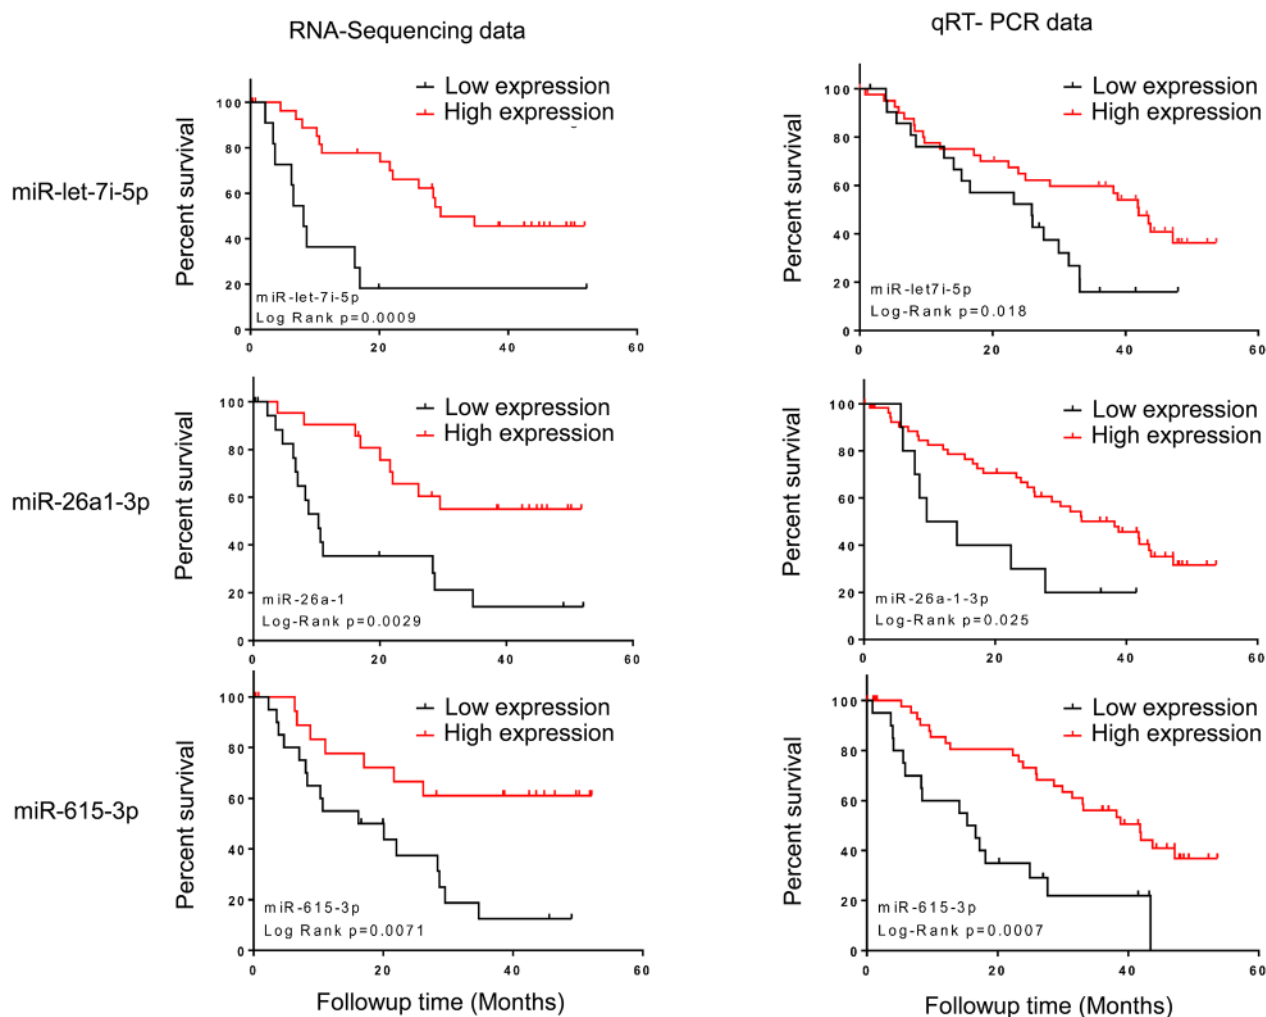 RNA-Sequencing data
qRT- PCR data
miR-let-7i-5p
Percent survival
100
80
60
40
20
0
Low expression
High expression
miR-let-7i-5p
Log Rank p=0.0009
0 20 40 60
Percent survival
100
80
60
40
20
0
Low expression
High expression
miR-let7i-5p
Log-Rank p=0.018
0 20 40 60
miR-26a1-3p
Percent survival
100
80
60
40
20
0
Low expression
High expression
miR-26a-1
Log-Rank p=0.0029
0 20 40 60
Percent survival
100
80
60
40
20
0
Low expression
High expression
miR-26a-1-3p
Log-Rank p=0.025
0 20 40 60
miR-615-3p
Percent survival
100
80
60
40
20
0
Low expression
High expression
miR-615-3p
Log Rank p=0.0071
0 20 40 60
Followup time (Months)
Percent survival
100
80
60
40
20
0
Low expression
High expression
miR-615-3p
Log-Rank p=0.0007
0 20 40 60
Followup time (Months)